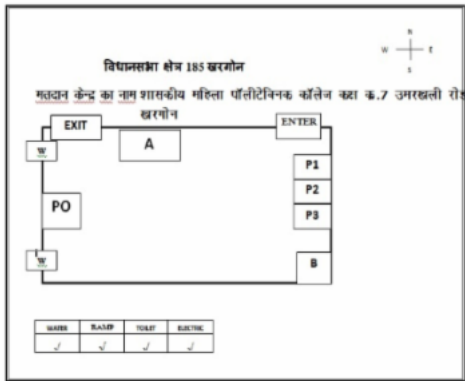 N
W E
S
विधानसभा क्षेत्र 185 खरगोन
मतदान केन्द्र का नाम शासकीय महिला पॉलीटेक्निक कॉलेज कक्ष क.7 उमरखली रोड
खरगोन
EXIT
A
ENTER
W
P1
P2
PO
P3
W
B
WATER RAMP TOILET ELECTRIC
√ √ √ √